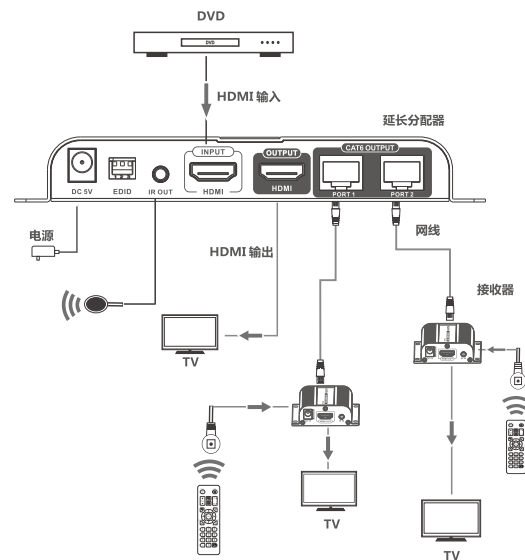 DVD
DVD
HDMI 输入
延长分配器
INPUT
OUTPUT
CAT6 OUTPUT
DC 5V
EDID
IR OUT
HDMI
HDMI
PORT 1
PORT 2
电源
HDMI 输出
网线
接收器
TV
TV
TV